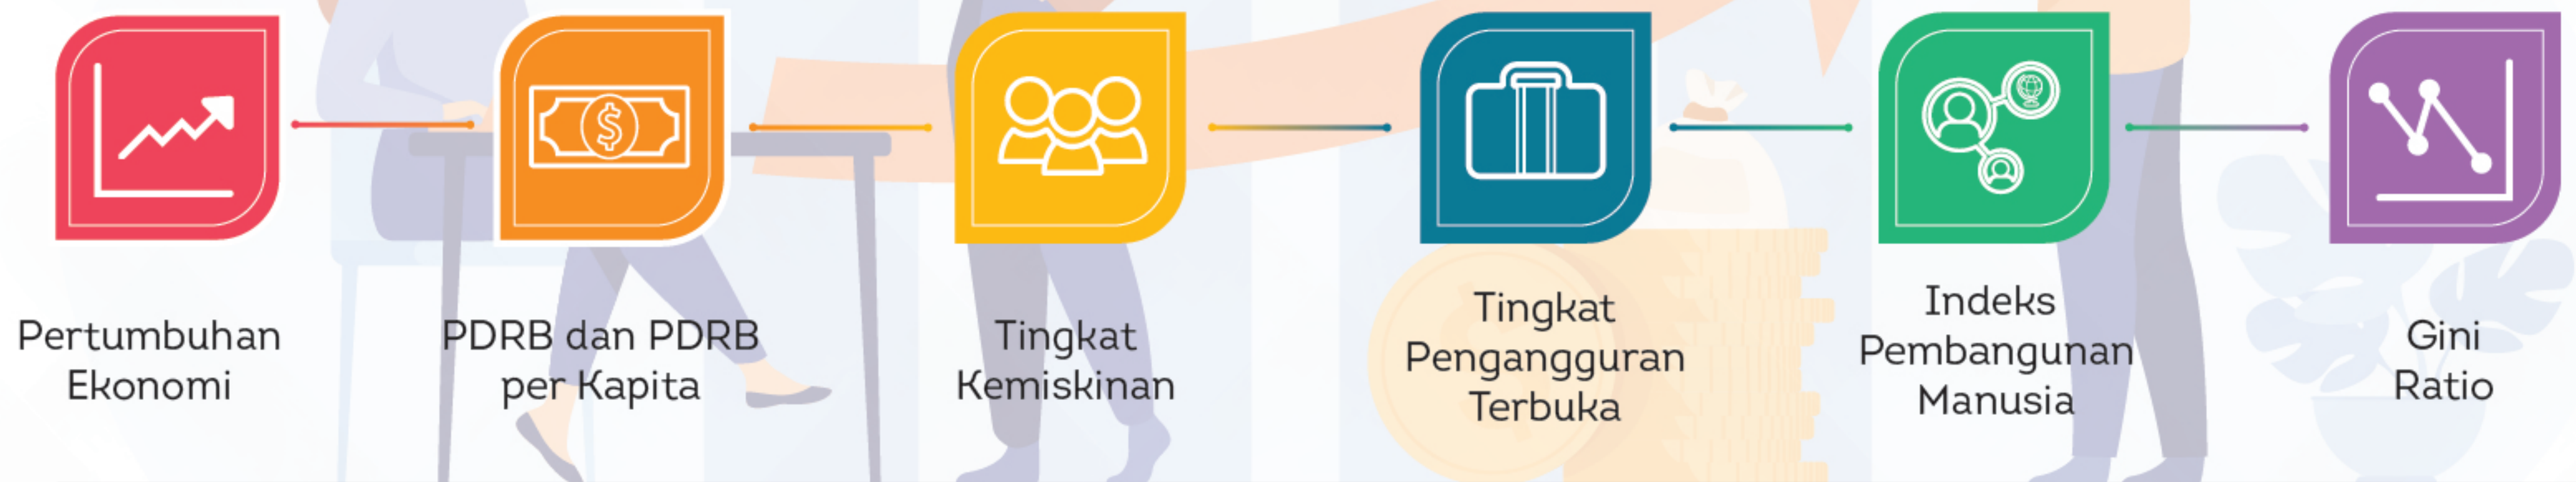 Pertumbuhan
Ekonomi
PDRB dan PDRB
per Kapita
Tingkat
Kemiskinan
Tingkat
Pengangguran
Terbuka
Indeks
Pembangunan
Manusia
Gini
Ratio